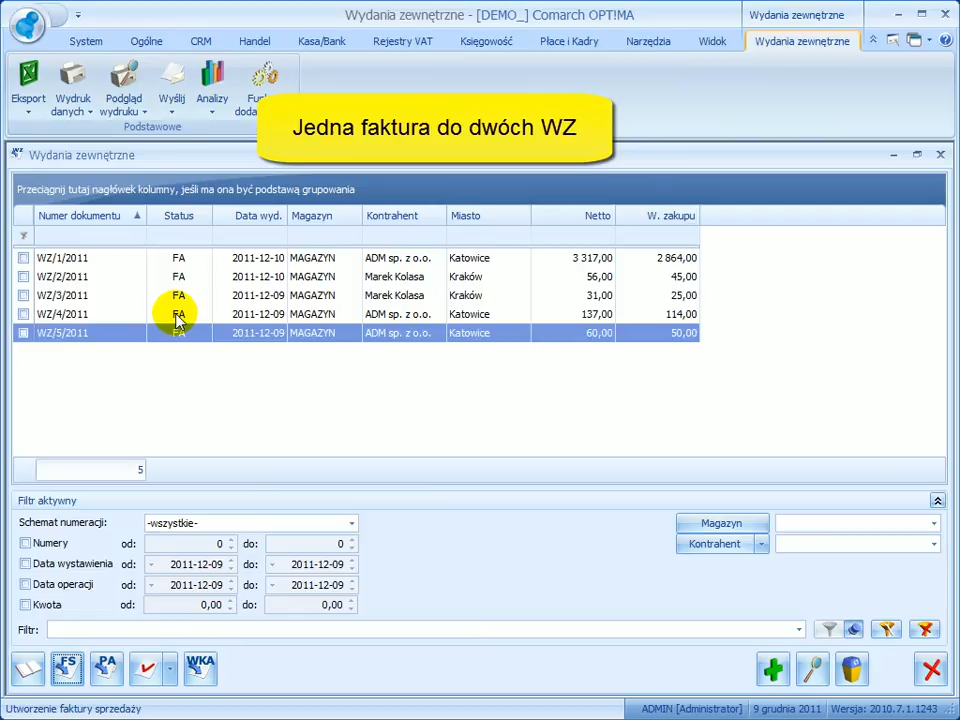 Wydania zewnętrzne - [DEMO_] Comarch OPT!MA
Wydania zewnętrzne
System Ogólne CRM Handel Kasa/Bank Rejestry VAT Księgowość Płace i Kadry Narzędzia Widok Wydania zewnętrzne
Eksport
Wydruk danych
Podgląd wydruku
Wyślij
Analizy
Podstawowe
Jedna faktura do dwóch WZ
Wydania zewnętrzne
Przeciągnij tutaj nagłówek kolumny, jeśli ma ona być podstawą grupowania
Numer dokumentu Status Data wyd. Magazyn Kontrahent Miasto Netto W. zakupu
WZ/1/2011 FA 2011-12-10 MAGAZYN ADM sp. z o.o. Katowice 3 317,00 2 864,00
WZ/2/2011 FA 2011-12-10 MAGAZYN Marek Kolasa Kraków 56,00 45,00
WZ/3/2011 FA 2011-12-09 MAGAZYN Marek Kolasa Kraków 31,00 25,00
WZ/4/2011 FA 2011-12-09 MAGAZYN ADM sp. z o.o. Katowice 137,00 114,00
WZ/5/2011 FA 2011-12-09 MAGAZYN ADM sp. z o.o. Katowice 60,00 50,00
5
Filtr aktywny
Schemat numeracji: -wszystkie- Magazyn
Numery od: 0 do: 0 Kontrahent
Data wystawienia od: 2011-12-09 do: 2011-12-09
Data operacji od: 2011-12-09 do: 2011-12-09
Kwota od: 0,00 do: 0,00
Filtr:
FS PA WKA
Utworzenie faktury sprzedaży ADMIN [Administrator] 9 grudnia 2011 Wersja: 2010.7.1.1243